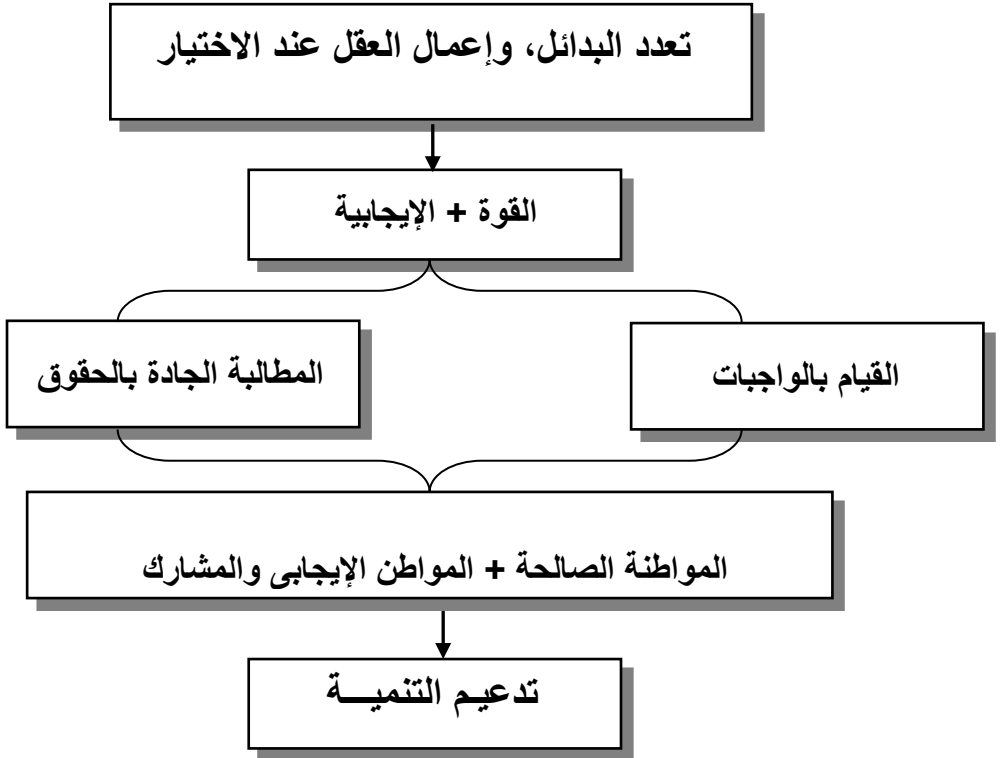 تعدد البدائل، وإعمال العقل عند الاختيار
القوة + الإيجابية
القيام بالواجبات
المطالبة الجادة بالحقوق
المواطنة الصالحة + المواطن الإيجابى والمشارك
تدعيـم التنميـــة